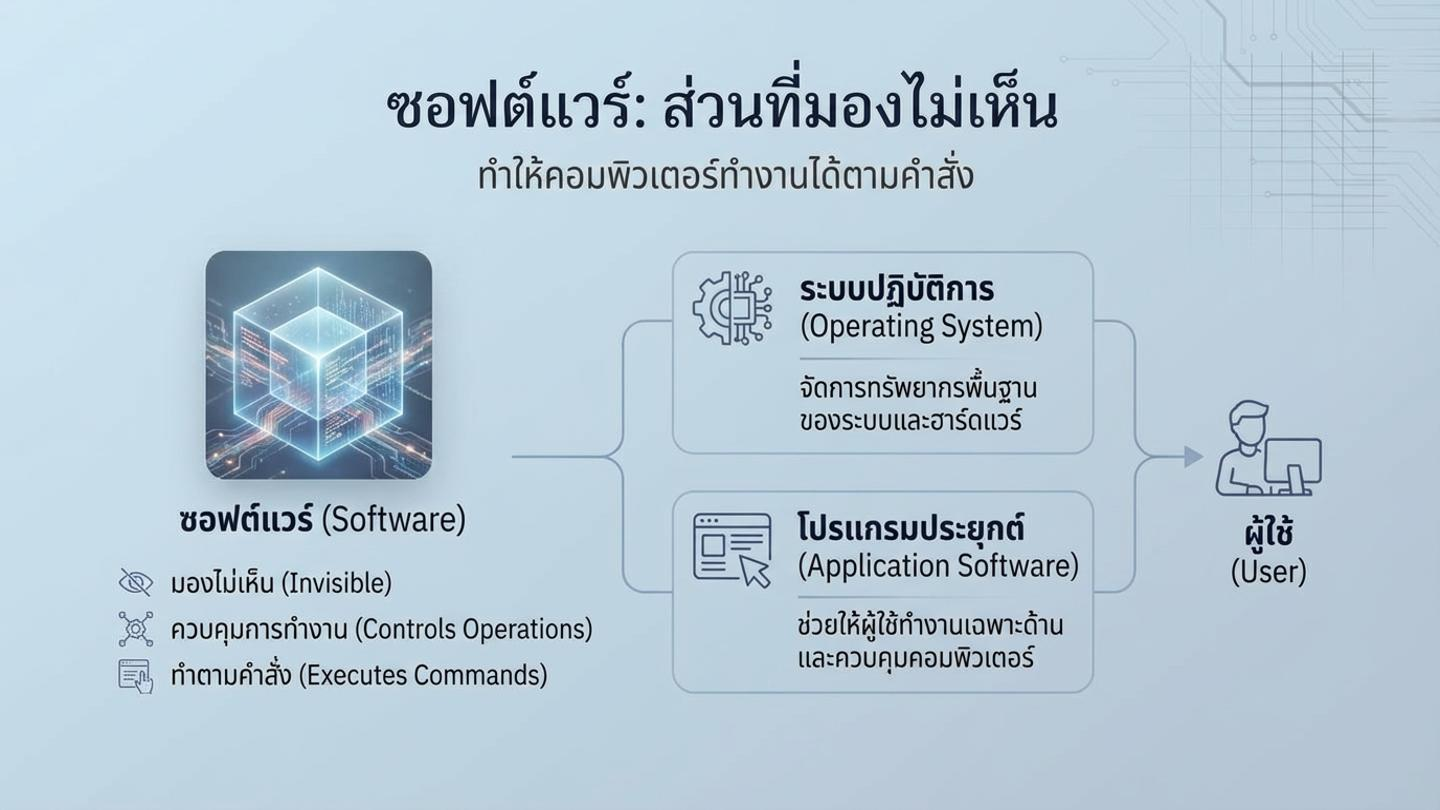 ซอฟต์แวร์: ส่วนที่มองไม่เห็น
ทำให้คอมพิวเตอร์ทำงานได้ตามคำสั่ง
ซอฟต์แวร์ (Software)
มองไม่เห็น (Invisible)
ควบคุมการทำงาน (Controls Operations)
ทำตามคำสั่ง (Executes Commands)
ระบบปฏิบัติการ
(Operating System)
จัดการทรัพยากรพื้นฐาน
ของระบบและฮาร์ดแวร์
โปรแกรมประยุกต์
(Application Software)
ช่วยให้ผู้ใช้ทำงานเฉพาะด้าน
และควบคุมคอมพิวเตอร์
ผู้ใช้
(User)